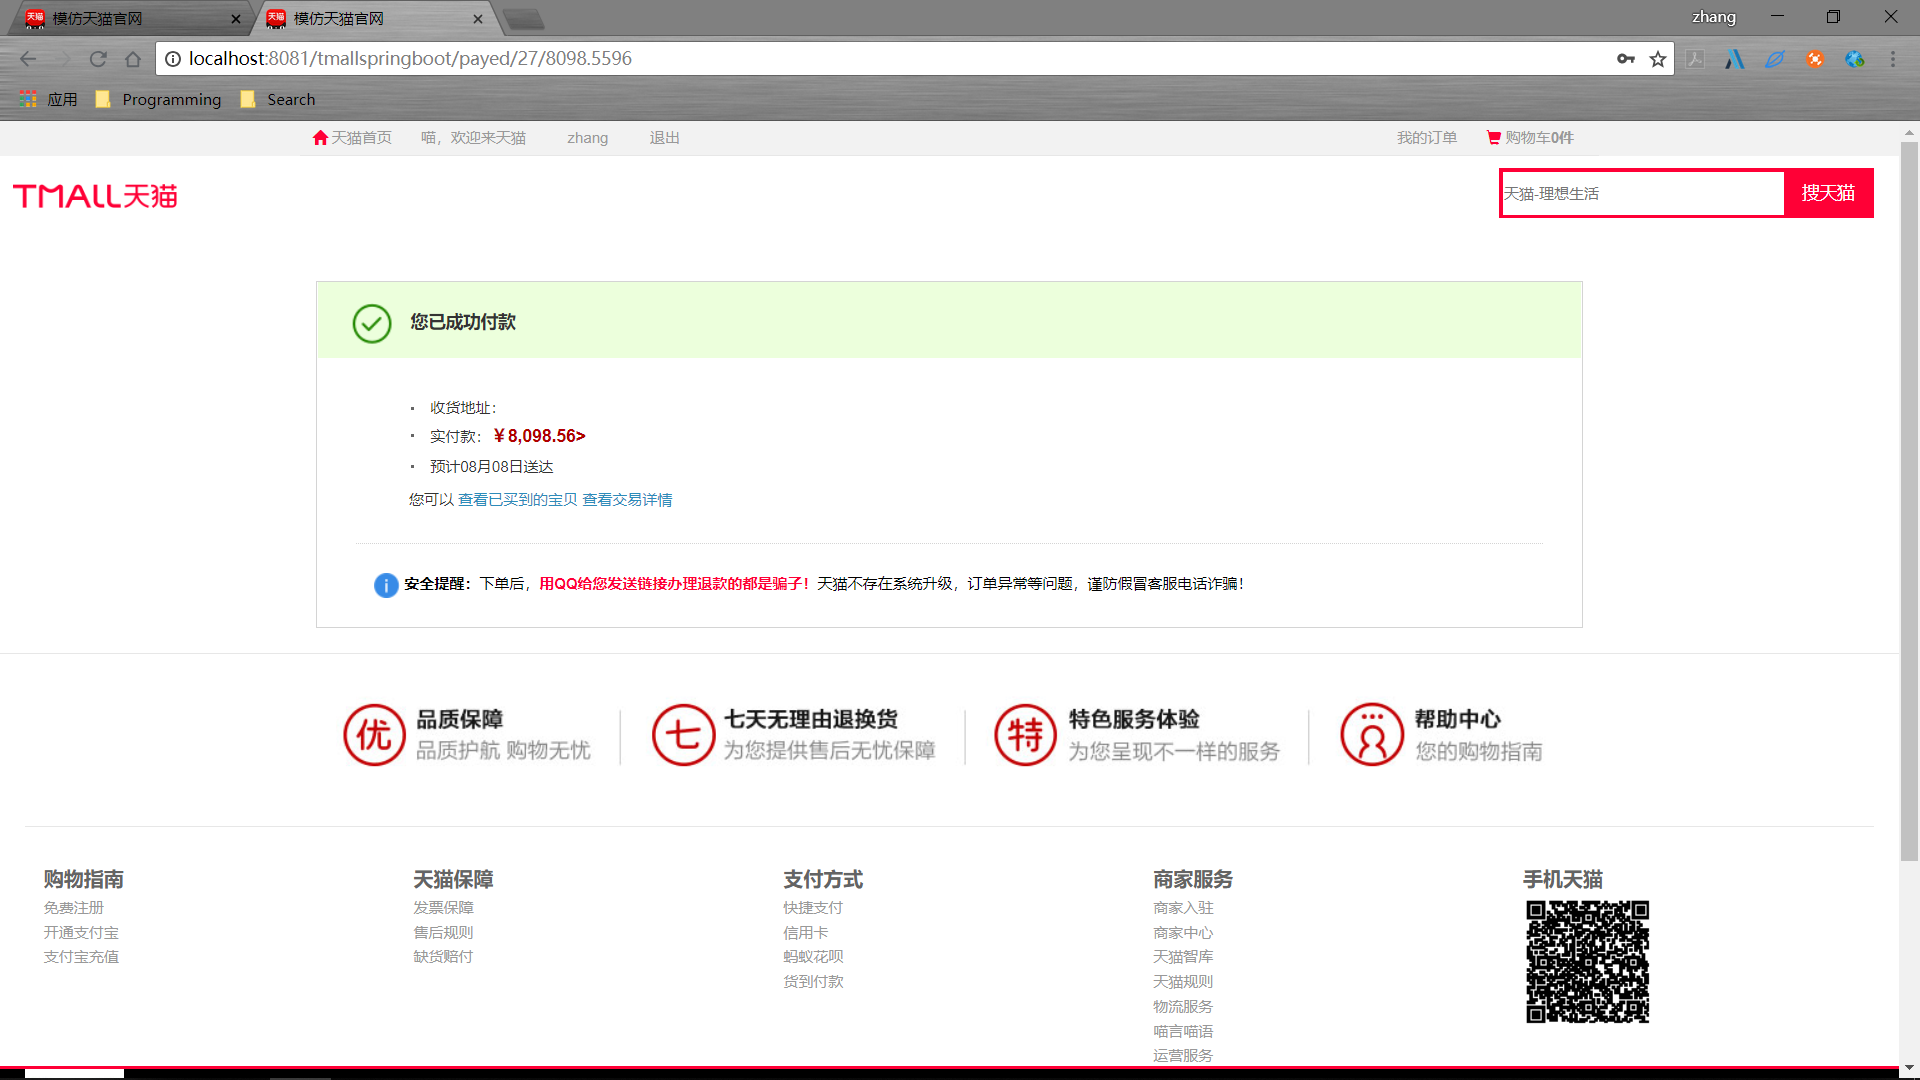 模仿天猫官网
模仿天猫官网
zhang
localhost:8081/tmallspringboot/payed/27/8098.5596
应用
Programming
Search
天猫首页
喵，欢迎来天猫
zhang
退出
我的订单
购物车0件
TMALL天猫
天猫-理想生活
搜天猫
您已成功付款
收货地址：
实付款：￥8,098.56>
预计08月08日送达
您可以 查看已买到的宝贝 查看交易详情
安全提醒：下单后，用QQ给您发送链接办理退款的都是骗子！天猫不存在系统升级，订单异常等问题，谨防假冒客服电话诈骗！
优
品质保障
品质护航 购物无忧
七
七天无理由退换货
为您提供售后无忧保障
特
特色服务体验
为您呈现不一样的服务
帮助中心
您的购物指南
购物指南
免费注册
开通支付宝
支付宝充值
天猫保障
发票保障
售后规则
缺货赔付
支付方式
快捷支付
信用卡
蚂蚁花呗
货到付款
商家服务
商家入驻
商家中心
天猫智库
天猫规则
物流服务
喵言喵语
运营服务
手机天猫